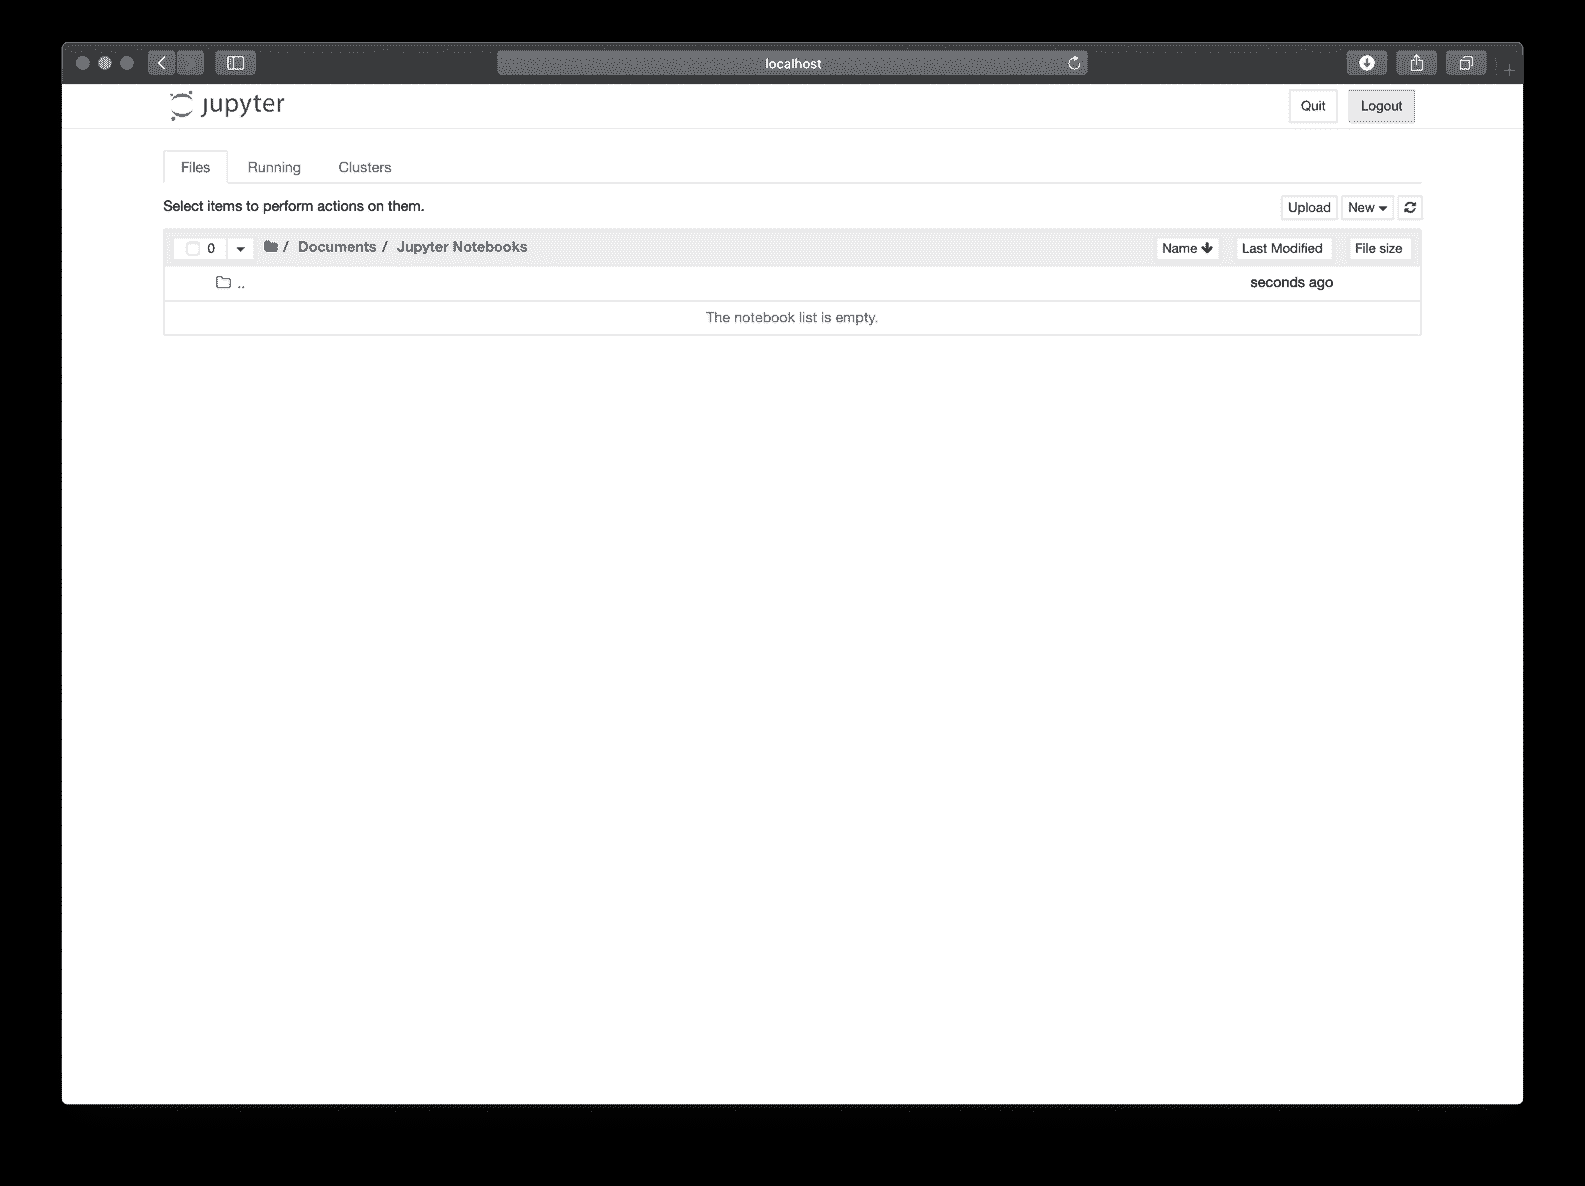 localhost
jupyter
Quit Logout
Files Running Clusters
Select items to perform actions on them.
Upload New
0 / Documents / Jupyter Notebooks Name Last Modified File size
.. seconds ago
The notebook list is empty.